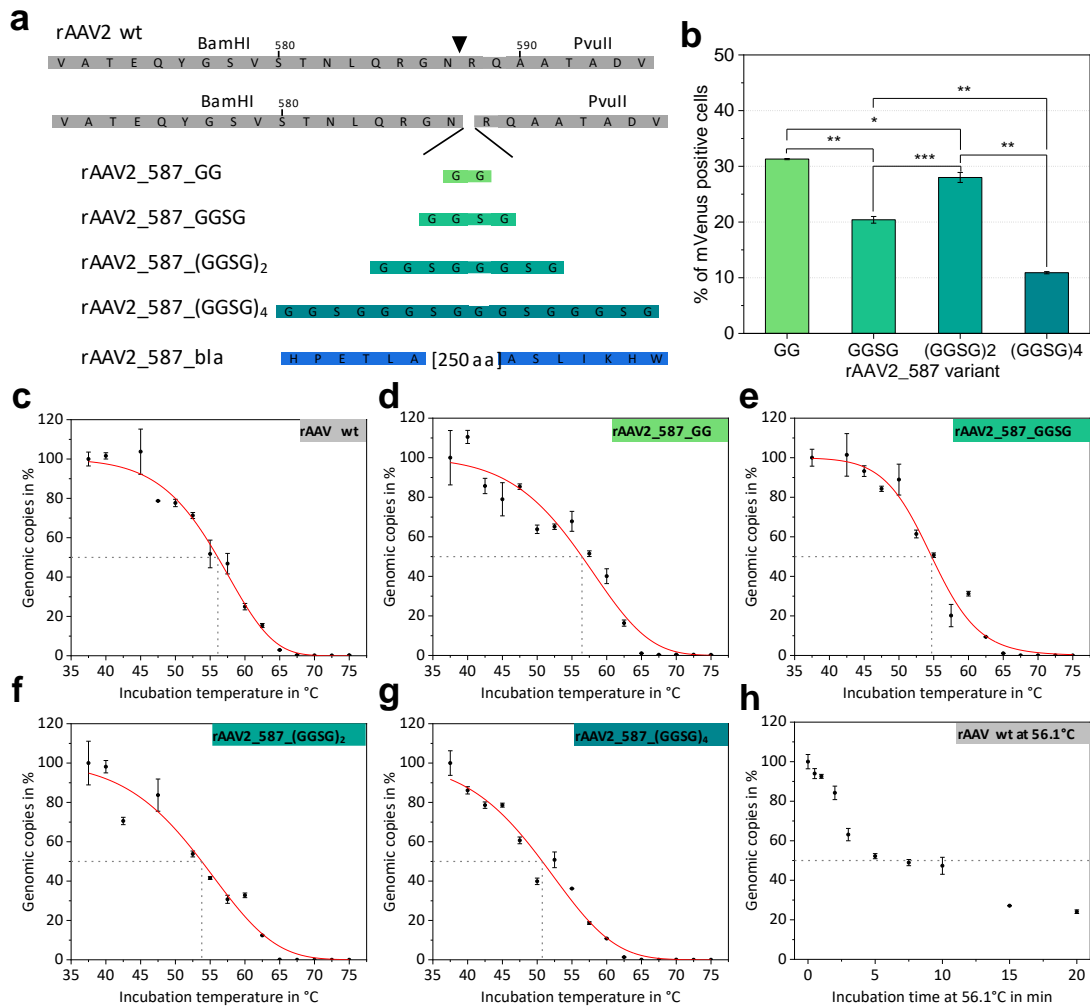 a
rAAV2 wt
BamHI 580 590 PvuII
V A T E Q Y G S V S T N L Q R G N R Q A A T A D V
BamHI 580 PvuII
V A T E Q Y G S V S T N L Q R G N R Q A A T A D V
rAAV2_587_GG G G
rAAV2_587_GGSG G G S G
rAAV2_587_(GGSG)2 G G S G G G S G
rAAV2_587_(GGSG)4 G G S G G G S G G G S G G G S G
rAAV2_587_bla H P E T L A [250 aa] A S L I K H W
b
% of mVenus positive cells
50
40
30
20
10
0
**
*
** *** **
GG GGSG (GGSG)2 (GGSG)4
rAAV2_587 variant
c
rAAV wt
Genomic copies in %
120
100
80
60
40
20
0
35 40 45 50 55 60 65 70 75
Incubation temperature in °C
d
rAAV2_587_GG
Genomic copies in %
120
100
80
60
40
20
0
35 40 45 50 55 60 65 70 75
Incubation temperature in °C
e
rAAV2_587_GGSG
Genomic copies in %
120
100
80
60
40
20
0
35 40 45 50 55 60 65 70 75
Incubation temperature in °C
f
rAAV2_587_(GGSG)2
Genomic copies in %
120
100
80
60
40
20
0
35 40 45 50 55 60 65 70 75
Incubation temperature in °C
g
rAAV2_587_(GGSG)4
Genomic copies in %
120
100
80
60
40
20
0
35 40 45 50 55 60 65 70 75
Incubation temperature in °C
h
rAAV wt at 56.1°C
Genomic copies in %
120
100
80
60
40
20
0
0 5 10 15 20
Incubation time at 56.1°C in min